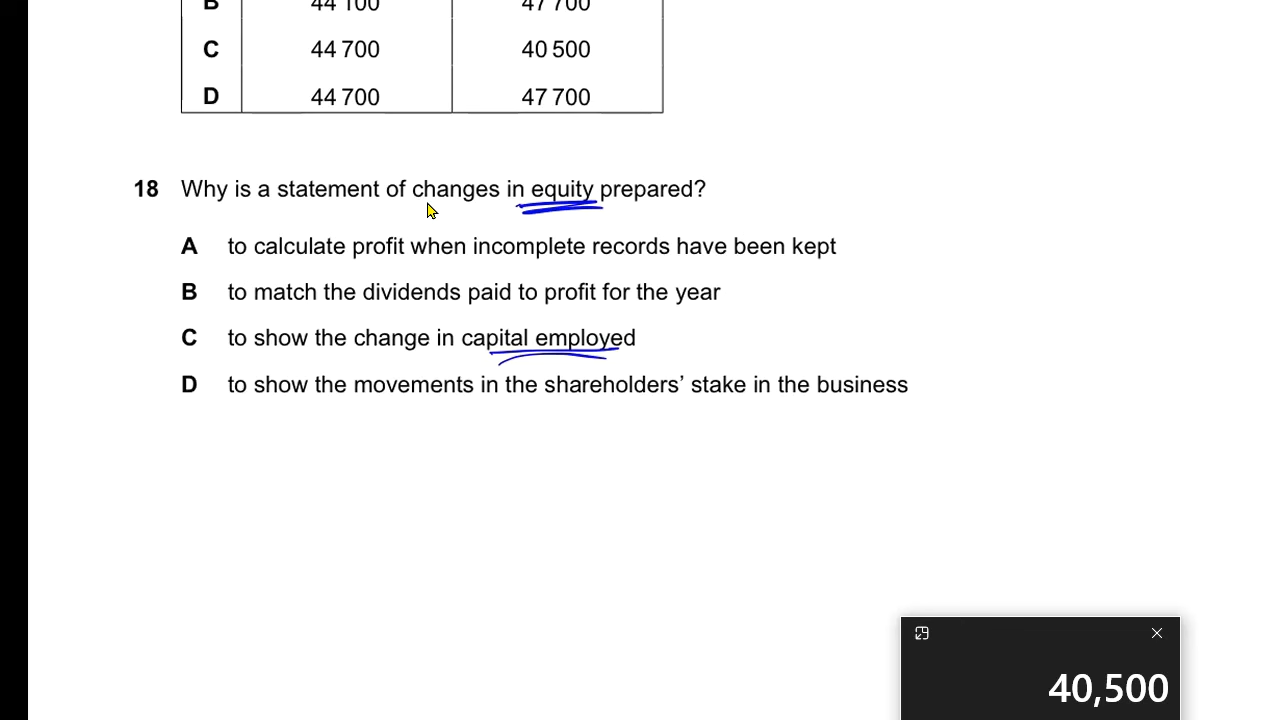 B 44 100 47 700
C 44 700 40 500
D 44 700 47 700
18 Why is a statement of changes in equity prepared?
A to calculate profit when incomplete records have been kept
B to match the dividends paid to profit for the year
C to show the change in capital employed
D to show the movements in the shareholders’ stake in the business
40,500